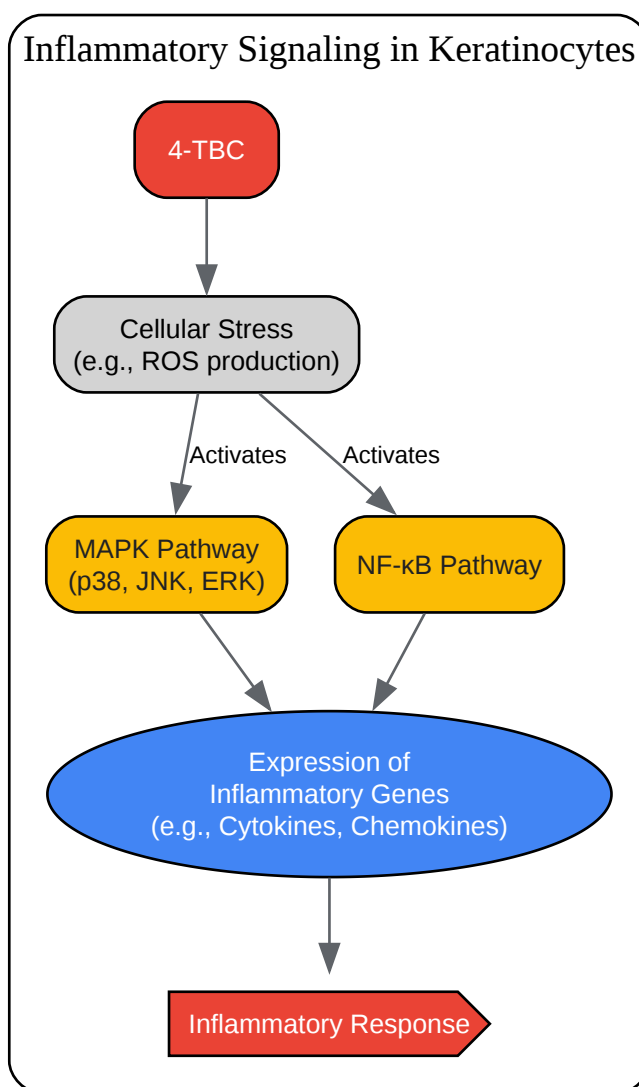 Inflammatory Signaling in Keratinocytes
4-TBC
Cellular Stress
(e.g., ROS production)
Activates
Activates
MAPK Pathway
(p38, JNK, ERK)
NF-κB Pathway
Expression of
Inflammatory Genes
(e.g., Cytokines, Chemokines)
Inflammatory Response